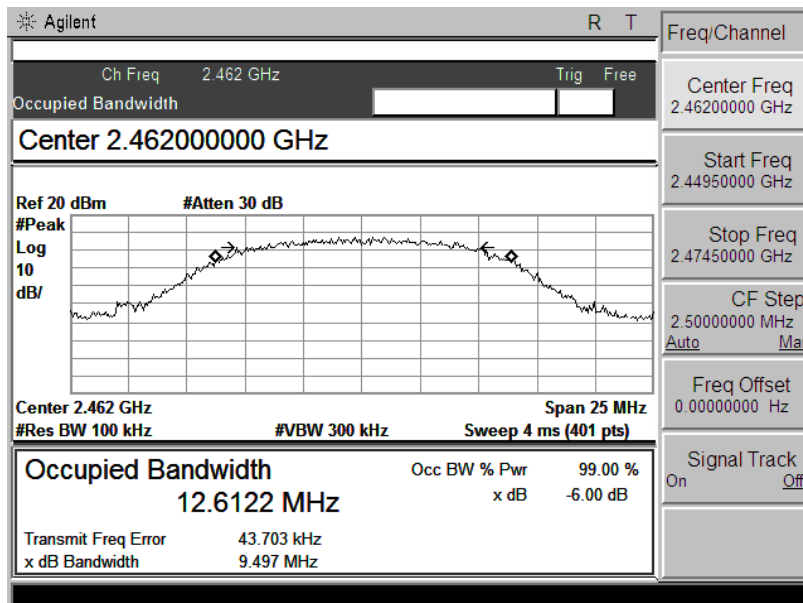 Agilent R T
Ch Freq 2.462 GHz Trig Free
Occupied Bandwidth
Center 2.462000000 GHz
Ref 20 dBm #Atten 30 dB
#Peak
Log
10
dB/
Center 2.462 GHz Span 25 MHz
#Res BW 100 kHz #VBW 300 kHz Sweep 4 ms (401 pts)
Occupied Bandwidth Occ BW % Pwr 99.00 %
12.6122 MHz x dB -6.00 dB
Transmit Freq Error 43.703 kHz
x dB Bandwidth 9.497 MHz
Freq/Channel
Center Freq
2.46200000 GHz
Start Freq
2.44950000 GHz
Stop Freq
2.47450000 GHz
CF Step
2.50000000 MHz
Auto Ma
Freq Offset
0.00000000 Hz
Signal Track
On Off